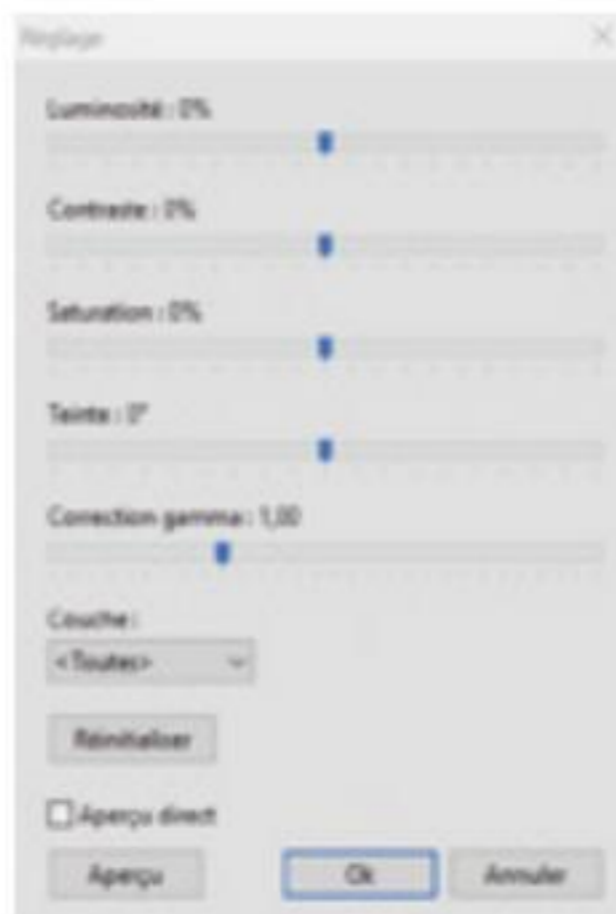 Réglage
Luminosité : 0%
Contraste : 0%
Saturation : 0%
Teinte : 0°
Correction gamma : 1,00
Couche :
<Toutes>
Réinitialiser
Aperçu direct
Aperçu Ok Annuler